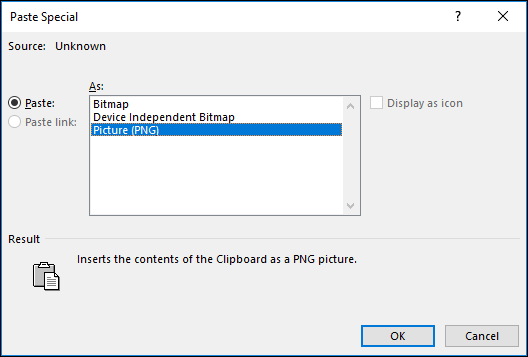 Paste Special
?
Source: Unknown
As:
Paste:
Paste link:
Bitmap
Device Independent Bitmap
Picture (PNG)
Display as icon
Result
Inserts the contents of the Clipboard as a PNG picture.
OK
Cancel